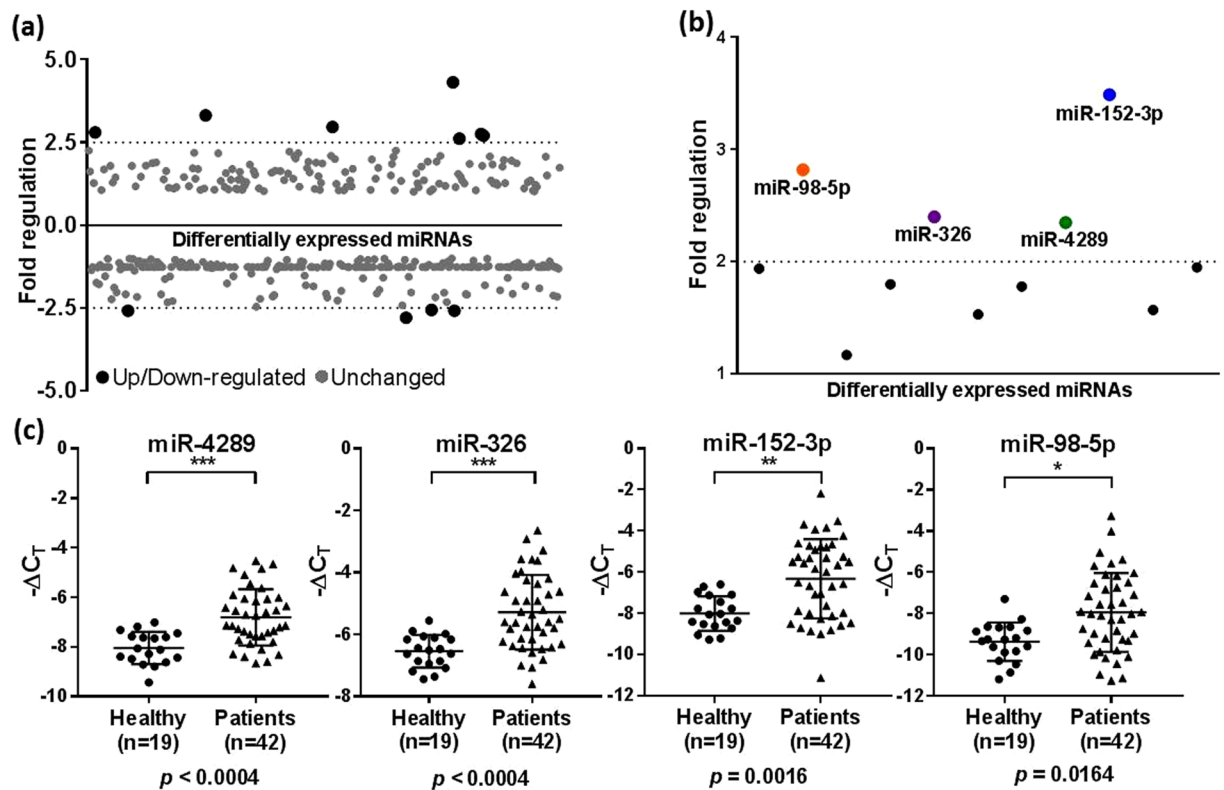 (a)
Fold regulation
5.0
2.5
0.0
-2.5
-5.0
Differentially expressed miRNAs
Up/Down-regulated
Unchanged
(b)
Fold regulation
4
3
2
1
miR-152-3p
miR-98-5p
miR-326
miR-4289
Differentially expressed miRNAs
(c)
miR-4289
***
-ΔCT
0
-2
-4
-6
-8
-10
Healthy
(n=19)
Patients
(n=42)
p < 0.0004
miR-326
***
-ΔCT
0
-2
-4
-6
-8
Healthy
(n=19)
Patients
(n=42)
p < 0.0004
miR-152-3p
**
-ΔCT
0
-2
-4
-6
-8
-10
-12
Healthy
(n=19)
Patients
(n=42)
p = 0.0016
miR-98-5p
*
-ΔCT
0
-2
-4
-6
-8
-10
-12
Healthy
(n=19)
Patients
(n=42)
p = 0.0164